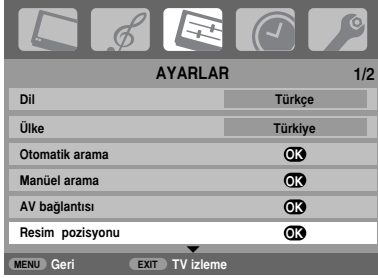 AYARLAR 1/2
Dil Türkçe
Ülke Türkiye
Otomatik arama OK
Manüel arama OK
AV bağlantısı OK
Resim pozisyonu OK
MENU Geri EXIT TV izleme